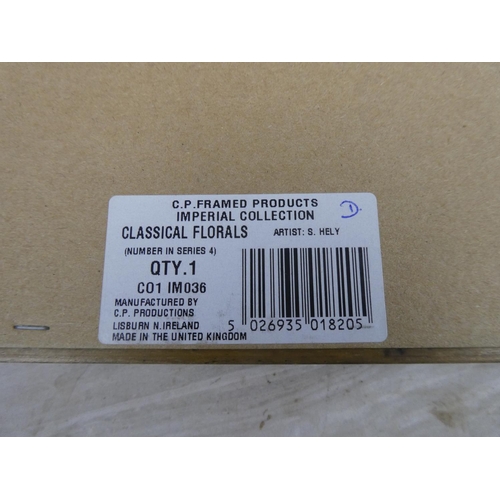 C.P.FRAMED PRODUCTS
IMPERIAL COLLECTION
CLASSICAL FLORALS ARTIST: S. HELY
(NUMBER IN SERIES 4)
QTY.1
CO1 IM036
MANUFACTURED BY
C.P. PRODUCTIONS
LISBURN N.IRELAND
MADE IN THE UNITED KINGDOM
5 026935 018205